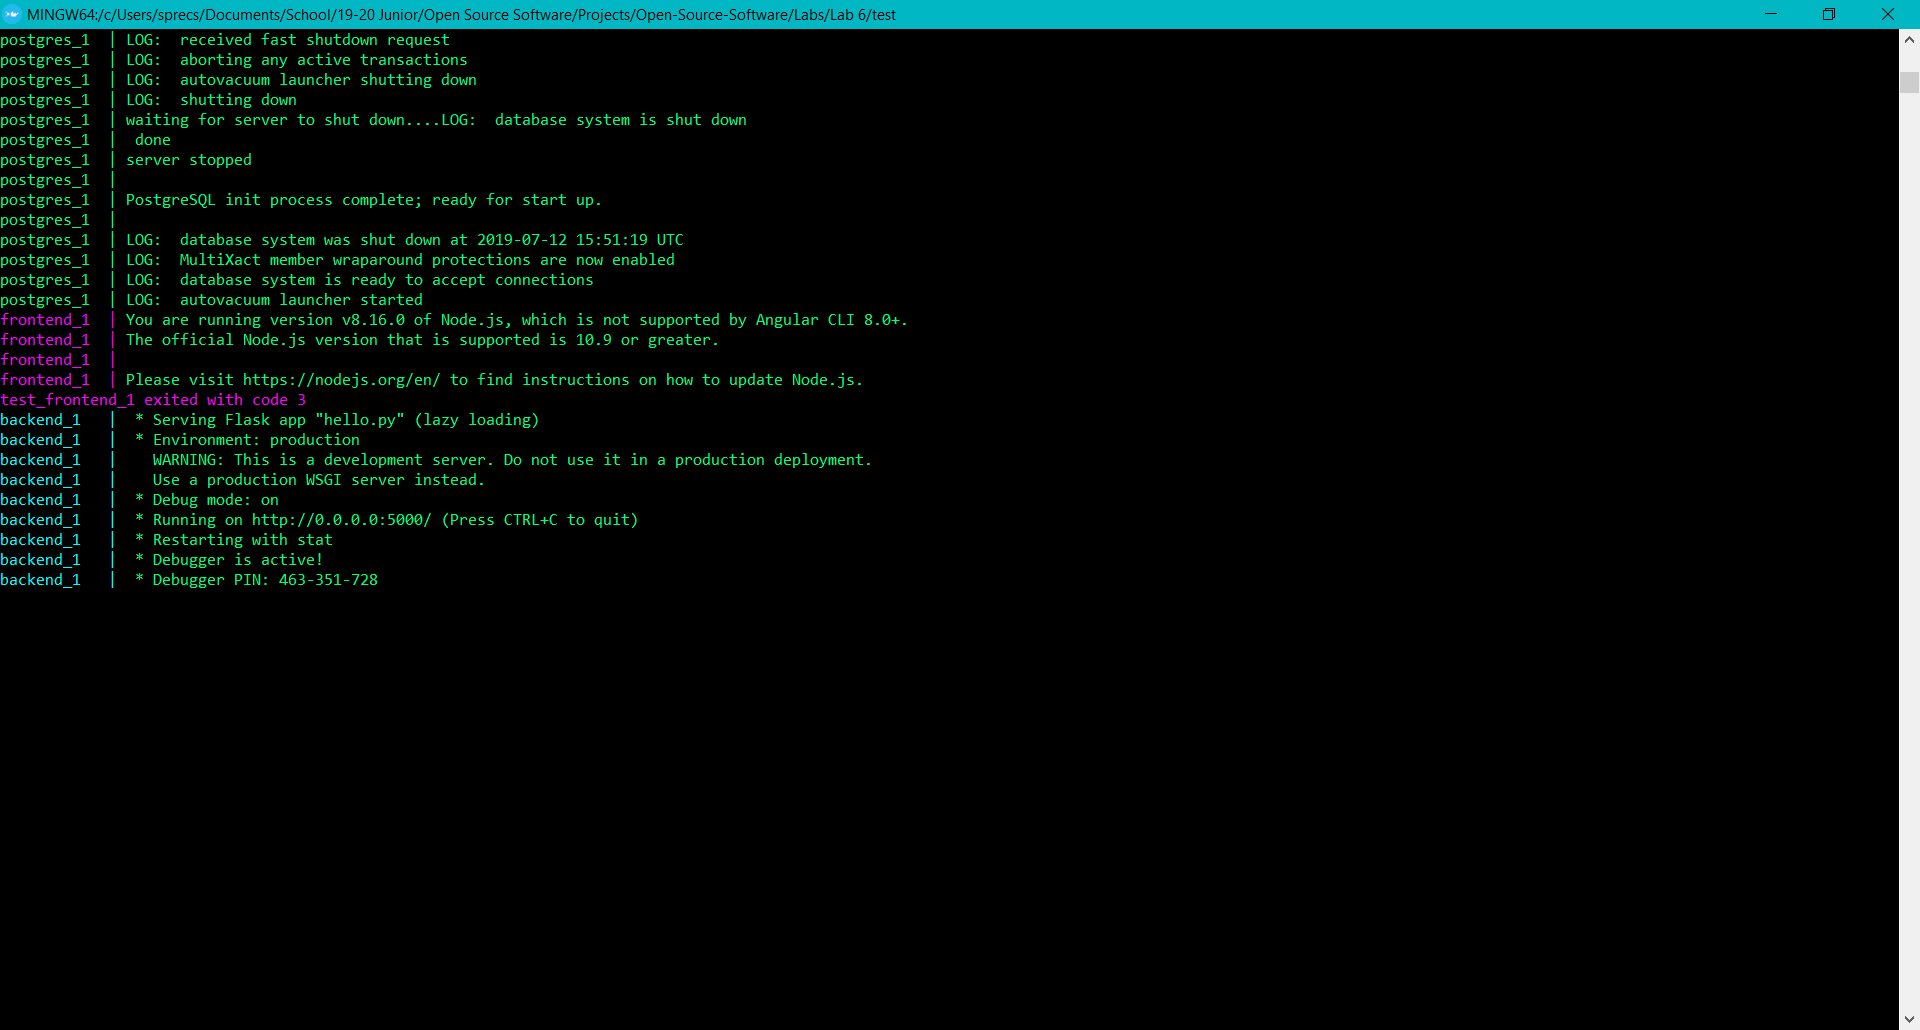 MINGW64:/c/Users/sprecs/Documents/School/19-20 Junior/Open Source Software/Projects/Open-Source-Software/Labs/Lab 6/test
postgres_1  | LOG:  received fast shutdown request
postgres_1  | LOG:  aborting any active transactions
postgres_1  | LOG:  autovacuum launcher shutting down
postgres_1  | LOG:  shutting down
postgres_1  | waiting for server to shut down....LOG:  database system is shut down
postgres_1  |  done
postgres_1  | server stopped
postgres_1  |
postgres_1  | PostgreSQL init process complete; ready for start up.
postgres_1  |
postgres_1  | LOG:  database system was shut down at 2019-07-12 15:51:19 UTC
postgres_1  | LOG:  MultiXact member wraparound protections are now enabled
postgres_1  | LOG:  database system is ready to accept connections
postgres_1  | LOG:  autovacuum launcher started
frontend_1  | You are running version v8.16.0 of Node.js, which is not supported by Angular CLI 8.0+.
frontend_1  | The official Node.js version that is supported is 10.9 or greater.
frontend_1  |
frontend_1  | Please visit https://nodejs.org/en/ to find instructions on how to update Node.js.
test_frontend_1 exited with code 3
backend_1   |  * Serving Flask app "hello.py" (lazy loading)
backend_1   |  * Environment: production
backend_1   |    WARNING: This is a development server. Do not use it in a production deployment.
backend_1   |    Use a production WSGI server instead.
backend_1   |  * Debug mode: on
backend_1   |  * Running on http://0.0.0.0:5000/ (Press CTRL+C to quit)
backend_1   |  * Restarting with stat
backend_1   |  * Debugger is active!
backend_1   |  * Debugger PIN: 463-351-728